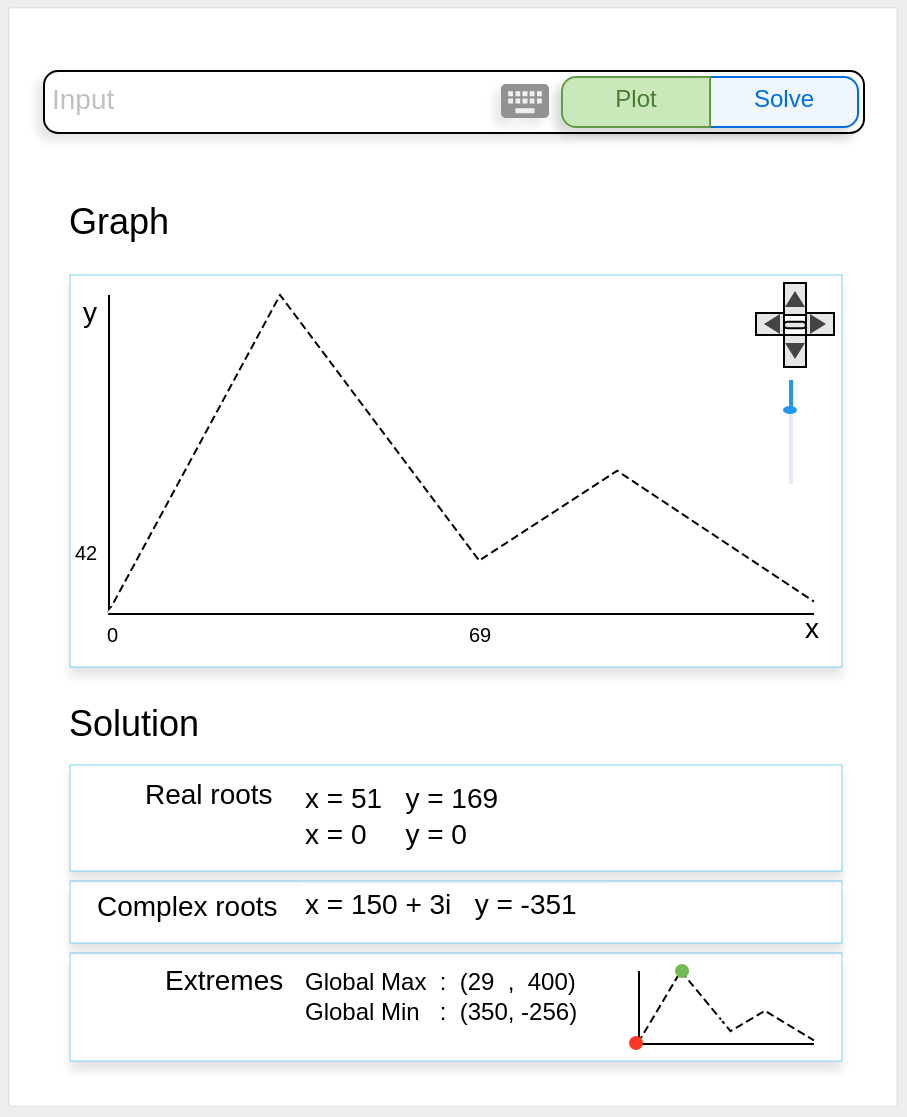 Input
Plot
Solve
Graph
y
42
0
69
x
Solution
Real roots
x = 51 y = 169
x = 0 y = 0
Complex roots
x = 150 + 3i y = -351
Extremes
Global Max : (29 , 400)
Global Min : (350, -256)